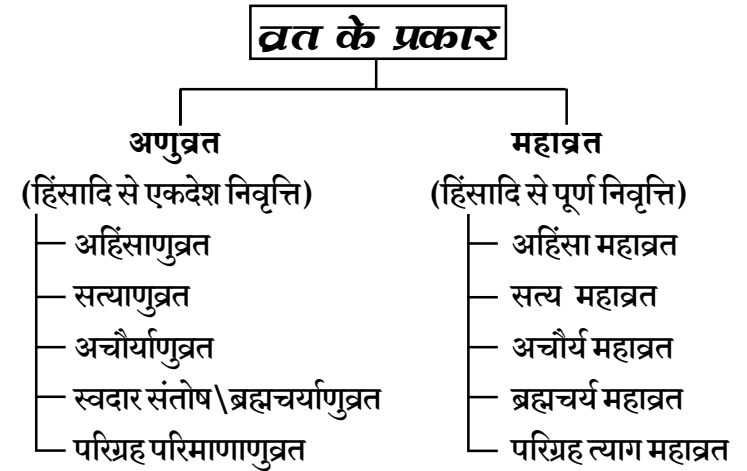 व्रत के प्रकार
अणुव्रत
(हिंसादि से एकदेश निवृत्ति)
अहिंसाणुव्रत
सत्याणुव्रत
अचौर्याणुव्रत
स्वदार संतोष\ब्रह्मचर्याणुव्रत
परिग्रह परिमाणाणुव्रत
महाव्रत
(हिंसादि से पूर्ण निवृत्ति)
अहिंसा महाव्रत
सत्य महाव्रत
अचौर्य महाव्रत
ब्रह्मचर्य महाव्रत
परिग्रह त्याग महाव्रत